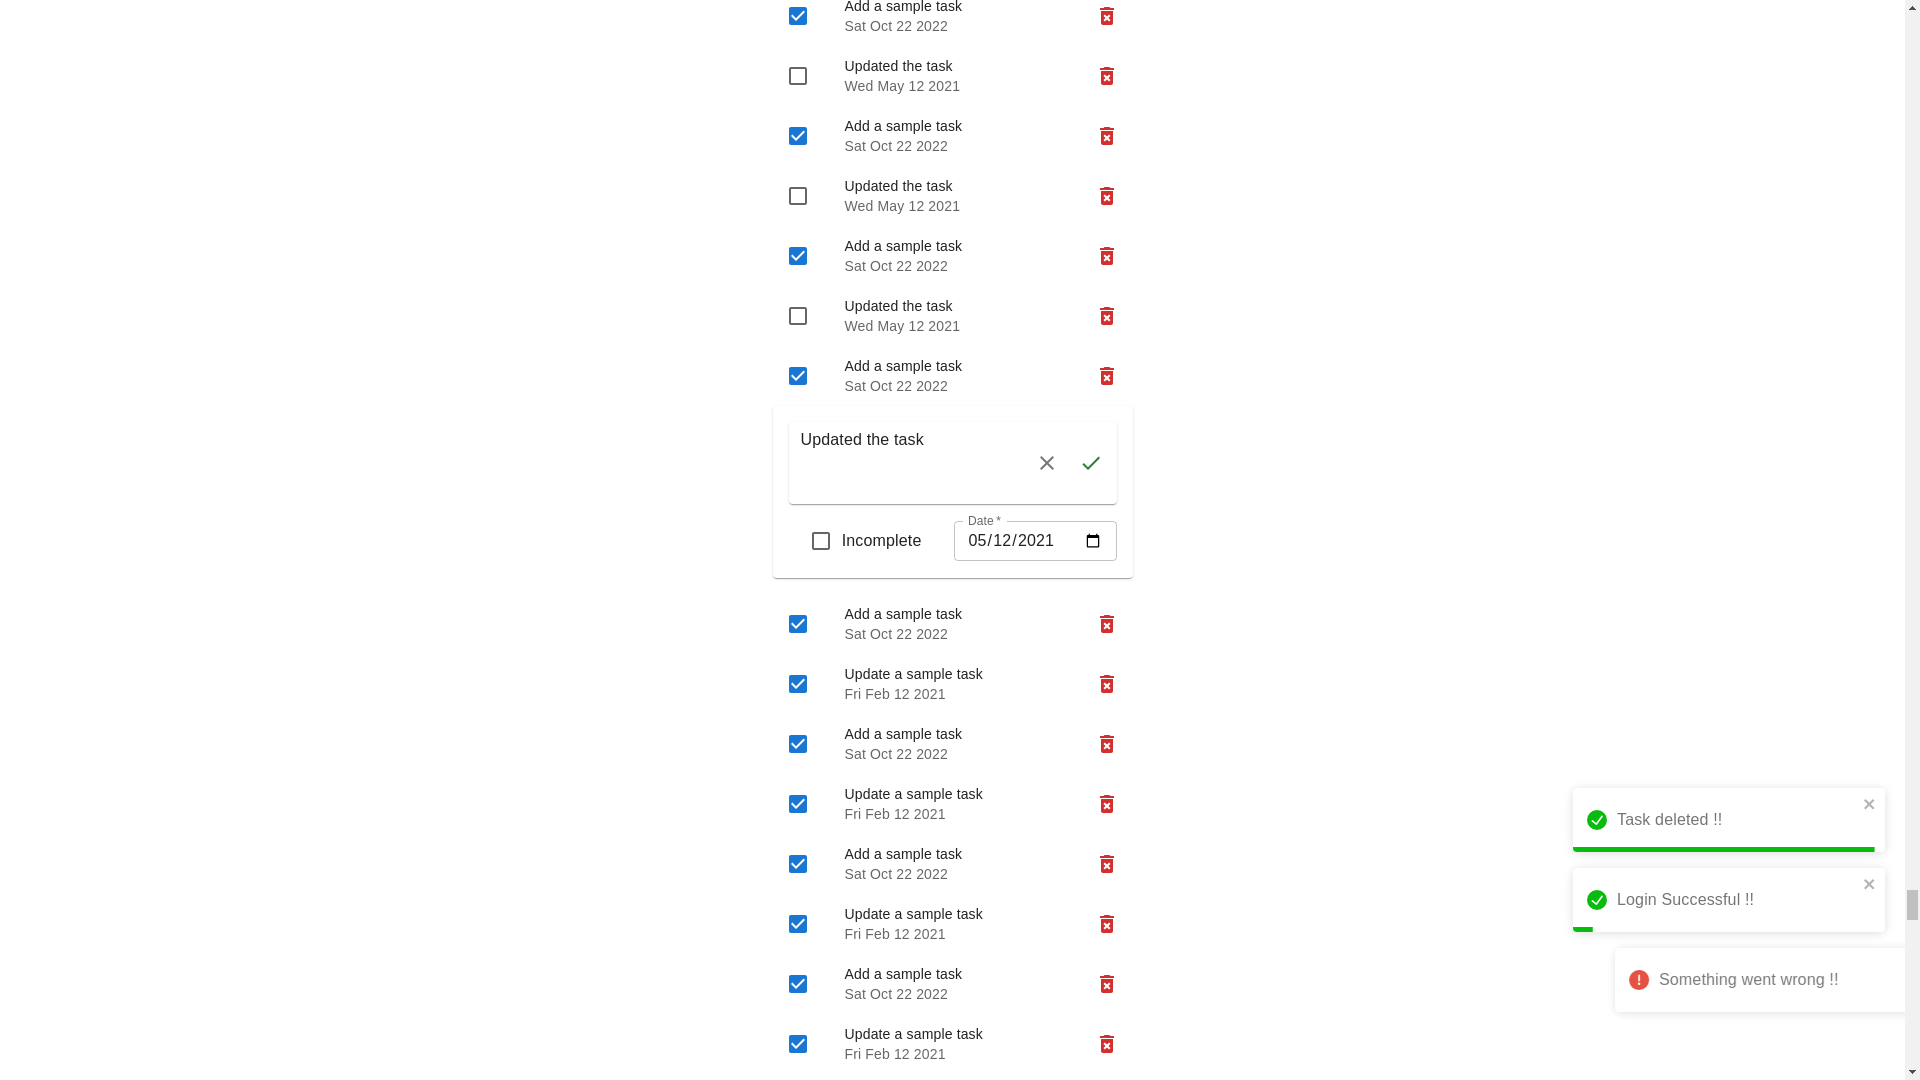 Add a sample task
Sat Oct 22 2022
Updated the task
Wed May 12 2021
Add a sample task
Sat Oct 22 2022
Updated the task
Wed May 12 2021
Add a sample task
Sat Oct 22 2022
Updated the task
Wed May 12 2021
Add a sample task
Sat Oct 22 2022
Updated the task
Date *
Incomplete
05/12/2021
Add a sample task
Sat Oct 22 2022
Update a sample task
Fri Feb 12 2021
Add a sample task
Sat Oct 22 2022
Update a sample task
Fri Feb 12 2021
Add a sample task
Sat Oct 22 2022
Update a sample task
Fri Feb 12 2021
Add a sample task
Sat Oct 22 2022
Update a sample task
Fri Feb 12 2021
Task deleted !!
Login Successful !!
Something went wrong !!